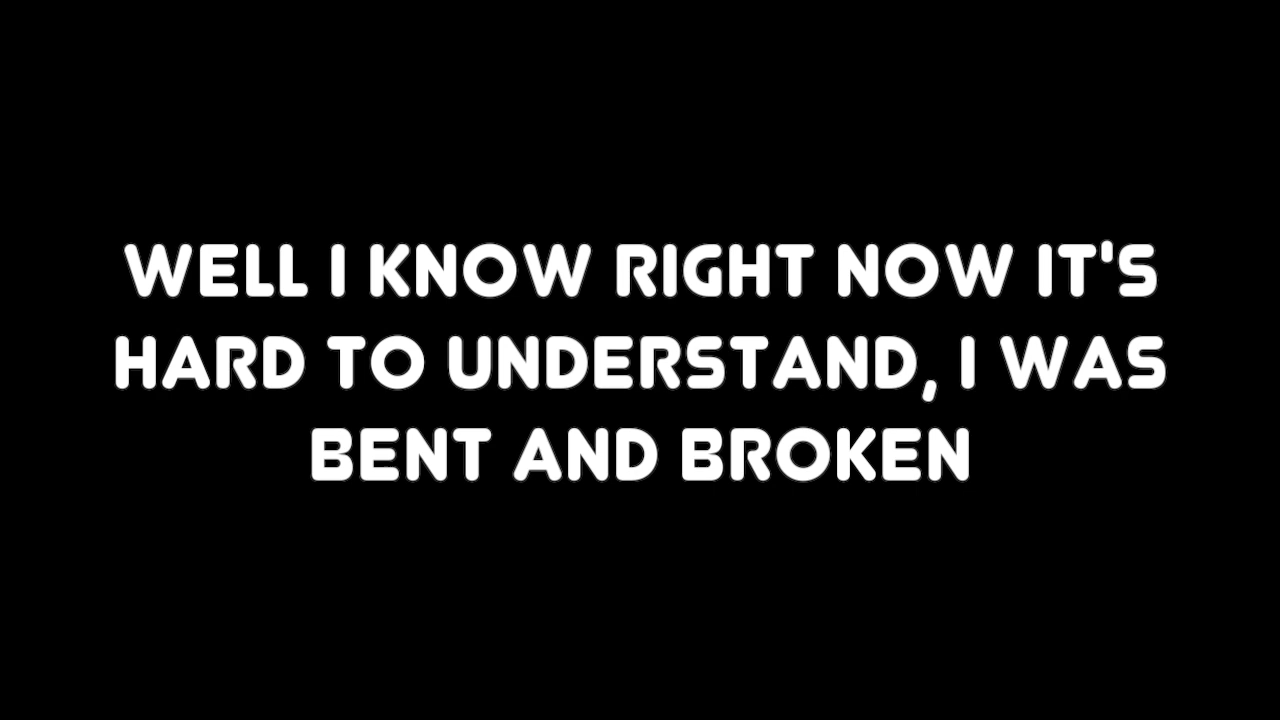 WELL I KNOW RIGHT NOW IT'S
HARD TO UNDERSTAND, I WAS
BENT AND BROKEN